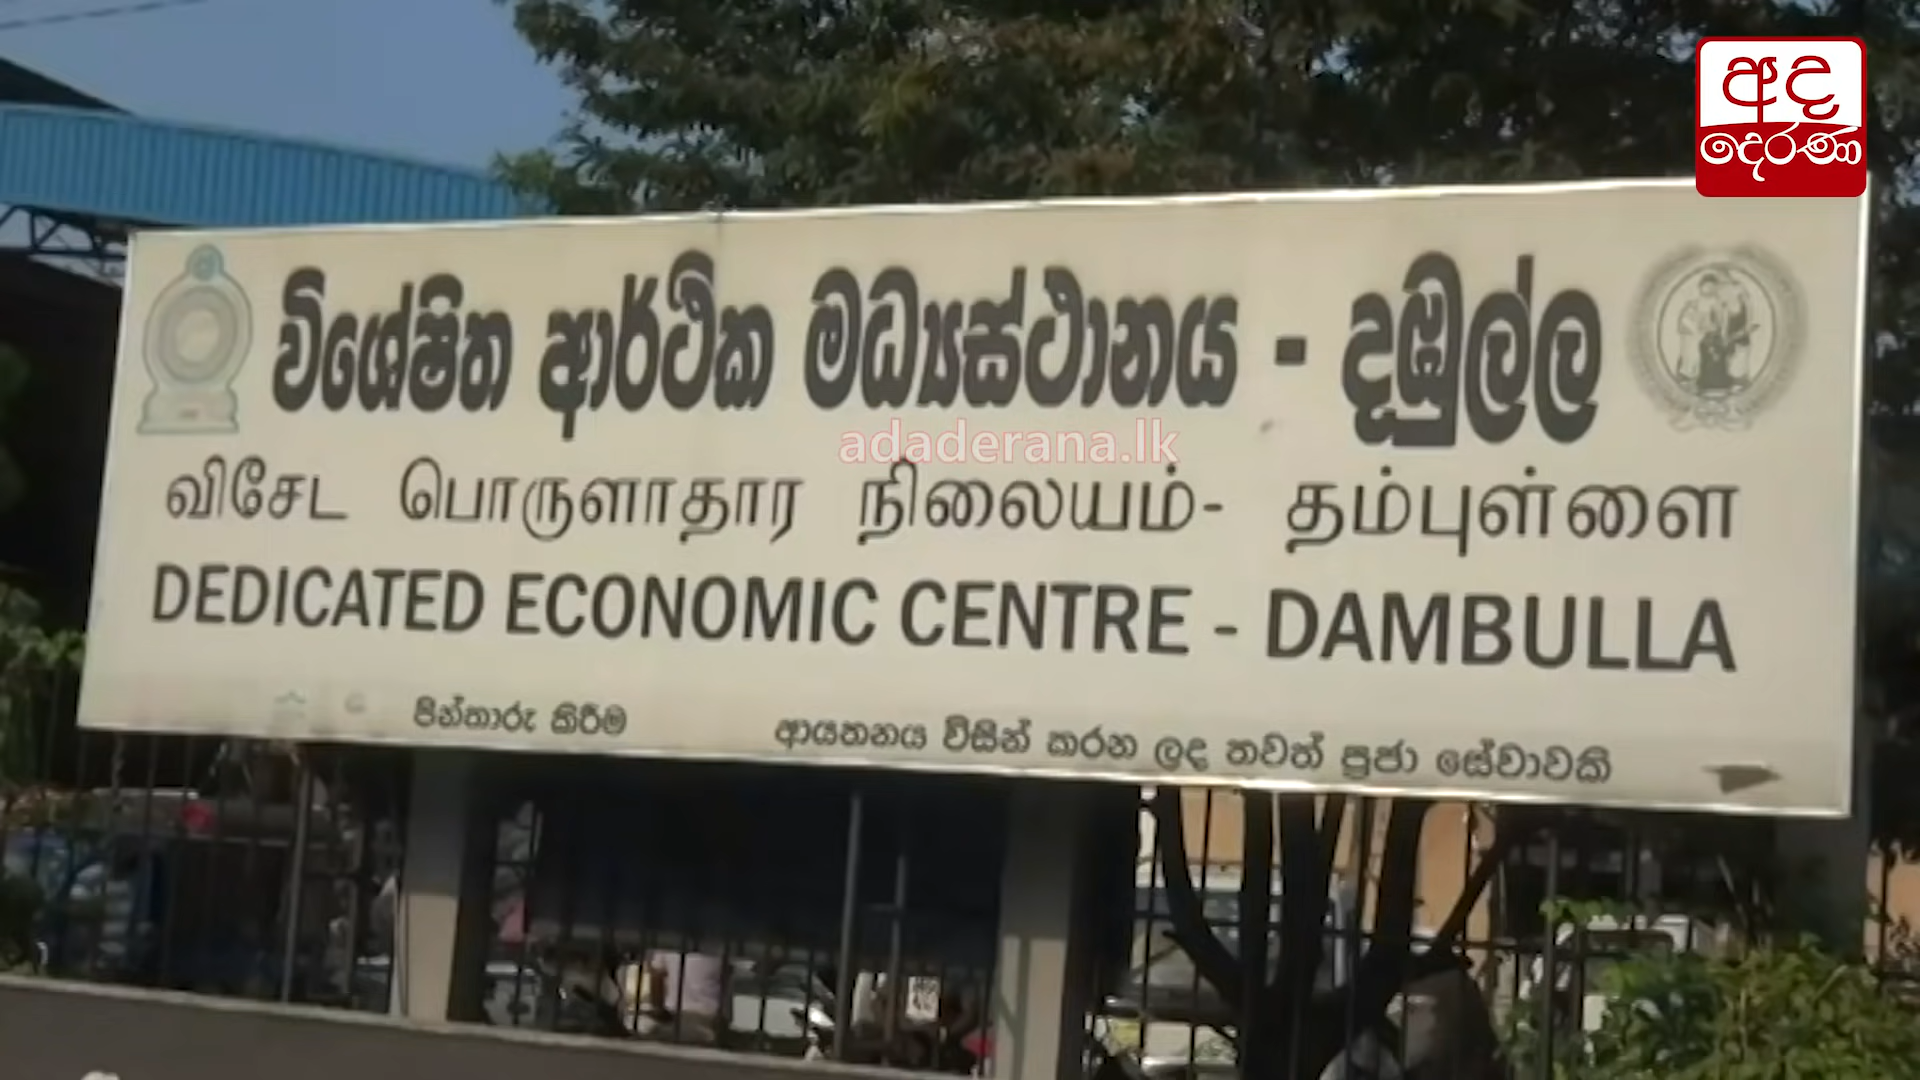 අද
දෙරණ
විශේෂිත ආර්ථික මධ්‍යස්ථානය - දඹුල්ල
adaderana.lk
விசேட பொருளாதார நிலையம்- தம்புள்ளை
DEDICATED ECONOMIC CENTRE - DAMBULLA
පින්තාරු කිරීම ආයතනය විසින් කරන ලද තවත් ප්‍රජා සේවාවකි